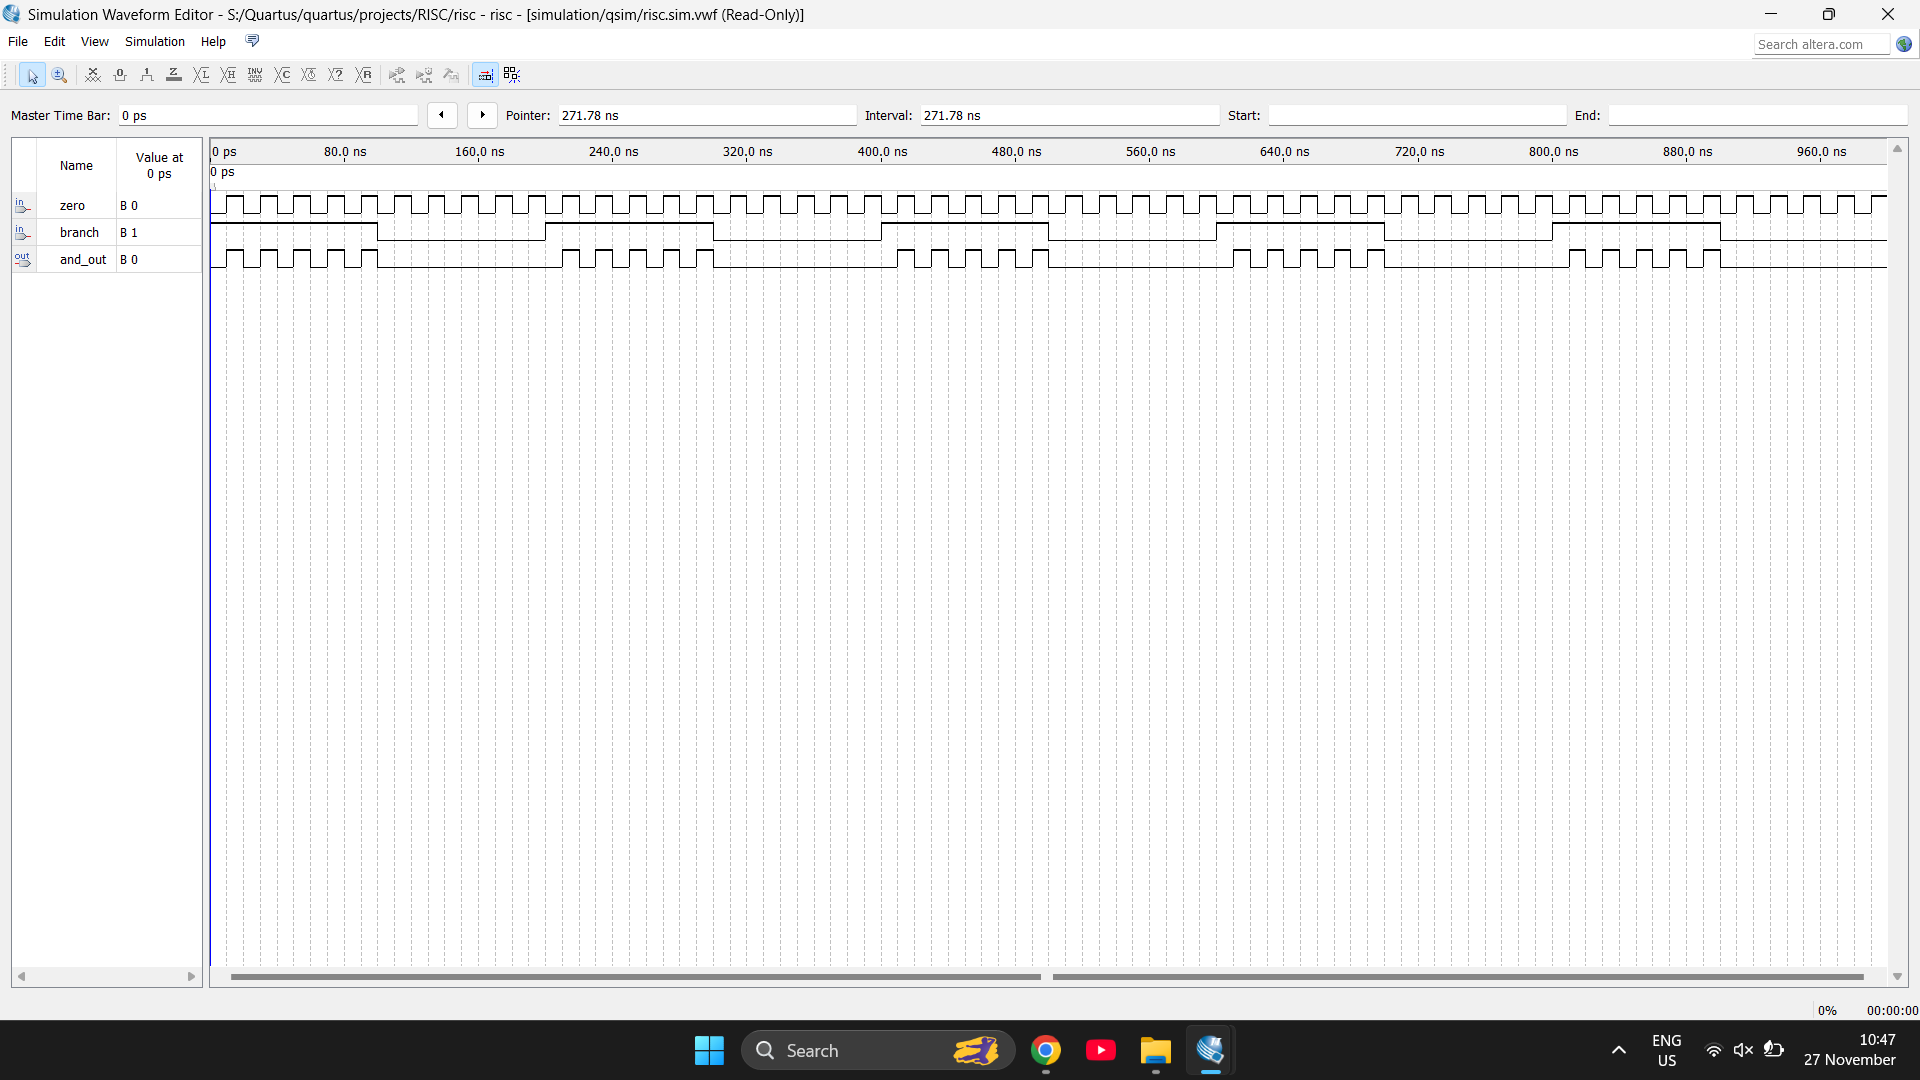 Simulation Waveform Editor - S:/Quartus/quartus/projects/RISC/risc - risc - [simulation/qsim/risc.sim.vwf (Read-Only)]
File Edit View Simulation Help
Search altera.com
Master Time Bar: 0 ps Pointer: 271.78 ns Interval: 271.78 ns Start: End:
Name Value at 0 ps
0 ps 80.0 ns 160.0 ns 240.0 ns 320.0 ns 400.0 ns 480.0 ns 560.0 ns 640.0 ns 720.0 ns 800.0 ns 880.0 ns 960.0 ns
0 ps
in zero B 0
in branch B 1
out and_out B 0
0% 00:00:00
Search
ENG
US
10:47
27 November